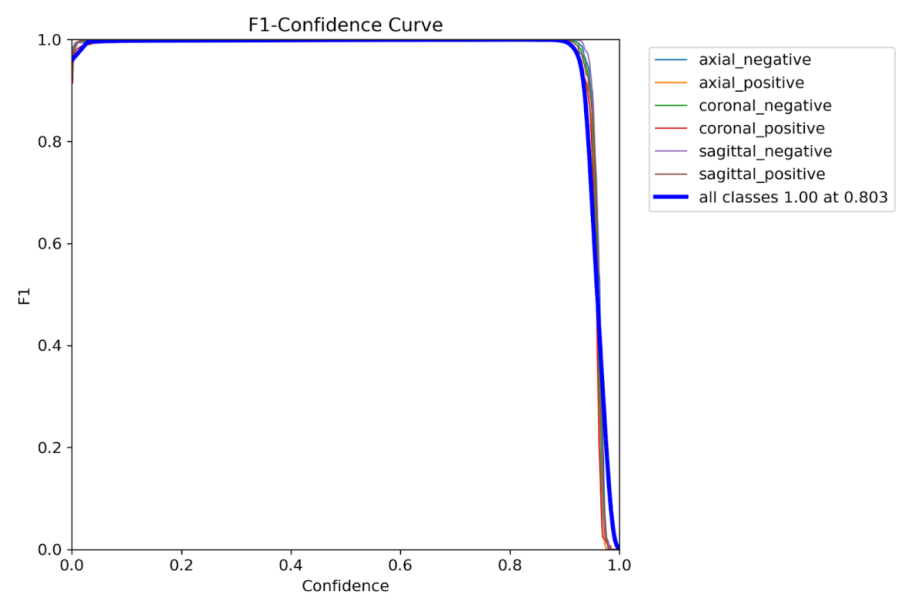 F1-Confidence Curve
1.0
0.8
0.6
0.4
0.2
0.0
F1
0.0 0.2 0.4 0.6 0.8 1.0
Confidence
axial_negative
axial_positive
coronal_negative
coronal_positive
sagittal_negative
sagittal_positive
all classes 1.00 at 0.803